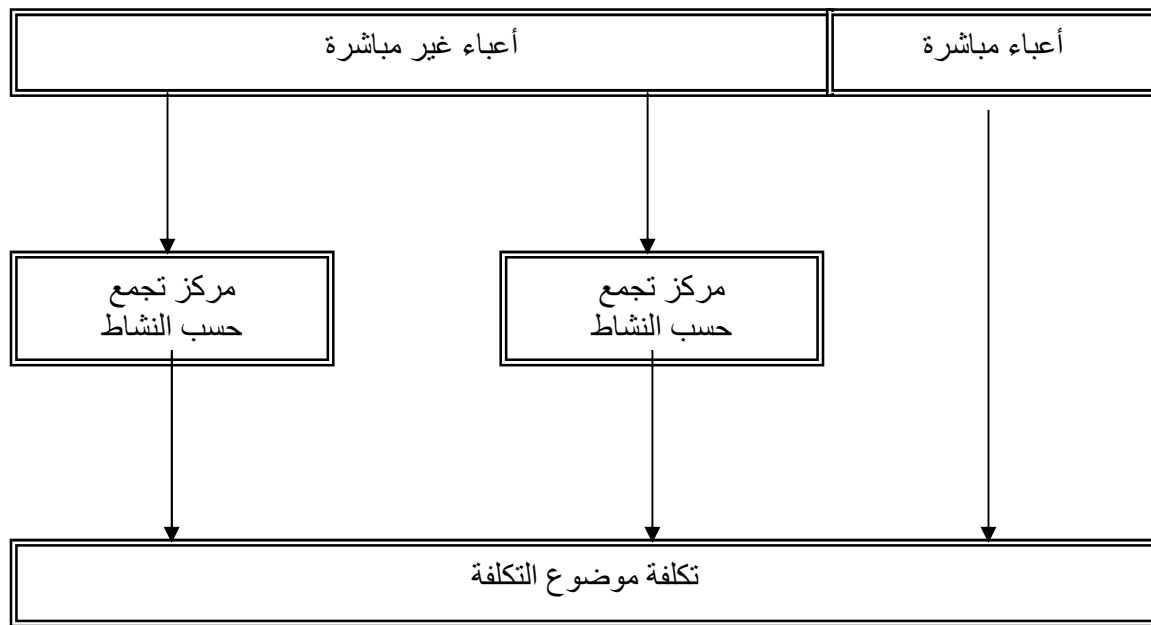 أعباء مباشرة
أعباء غير مباشرة
مركز تجمع
حسب النشاط
مركز تجمع
حسب النشاط
تكلفة موضوع التكلفة